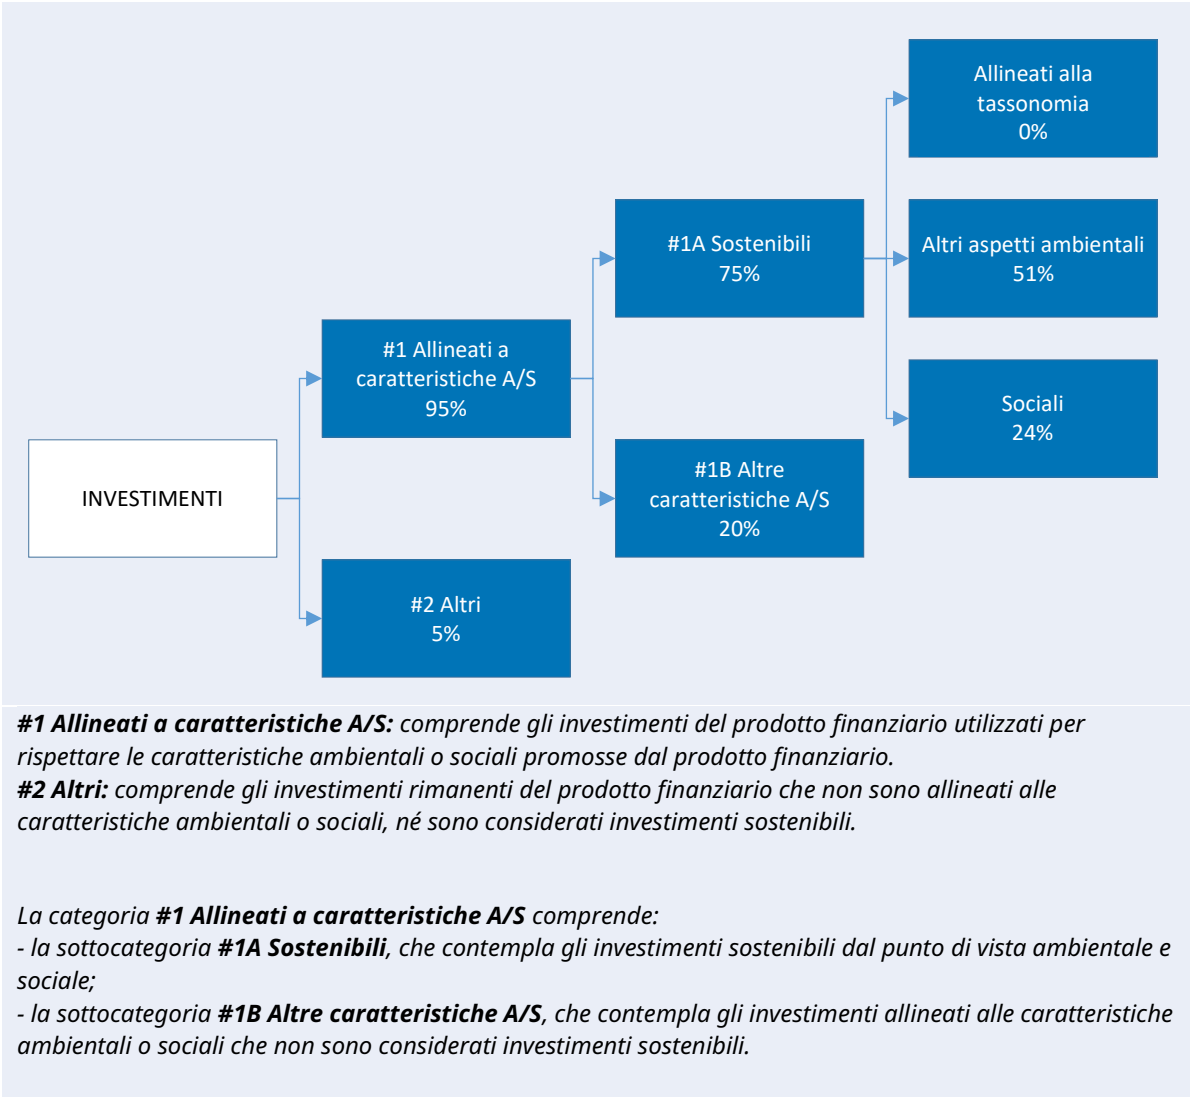 Allineati alla
tassonomia
0%
#1A Sostenibili
75%
Altri aspetti ambientali
51%
#1 Allineati a
caratteristiche A/S
95%
Sociali
24%
INVESTIMENTI
#1B Altre
caratteristiche A/S
20%
#2 Altri
5%
#1 Allineati a caratteristiche A/S: comprende gli investimenti del prodotto finanziario utilizzati per
rispettare le caratteristiche ambientali o sociali promosse dal prodotto finanziario.
#2 Altri: comprende gli investimenti rimanenti del prodotto finanziario che non sono allineati alle
caratteristiche ambientali o sociali, né sono considerati investimenti sostenibili.
La categoria #1 Allineati a caratteristiche A/S comprende:
- la sottocategoria #1A Sostenibili, che contempla gli investimenti sostenibili dal punto di vista ambientale e
sociale;
- la sottocategoria #1B Altre caratteristiche A/S, che contempla gli investimenti allineati alle caratteristiche
ambientali o sociali che non sono considerati investimenti sostenibili.